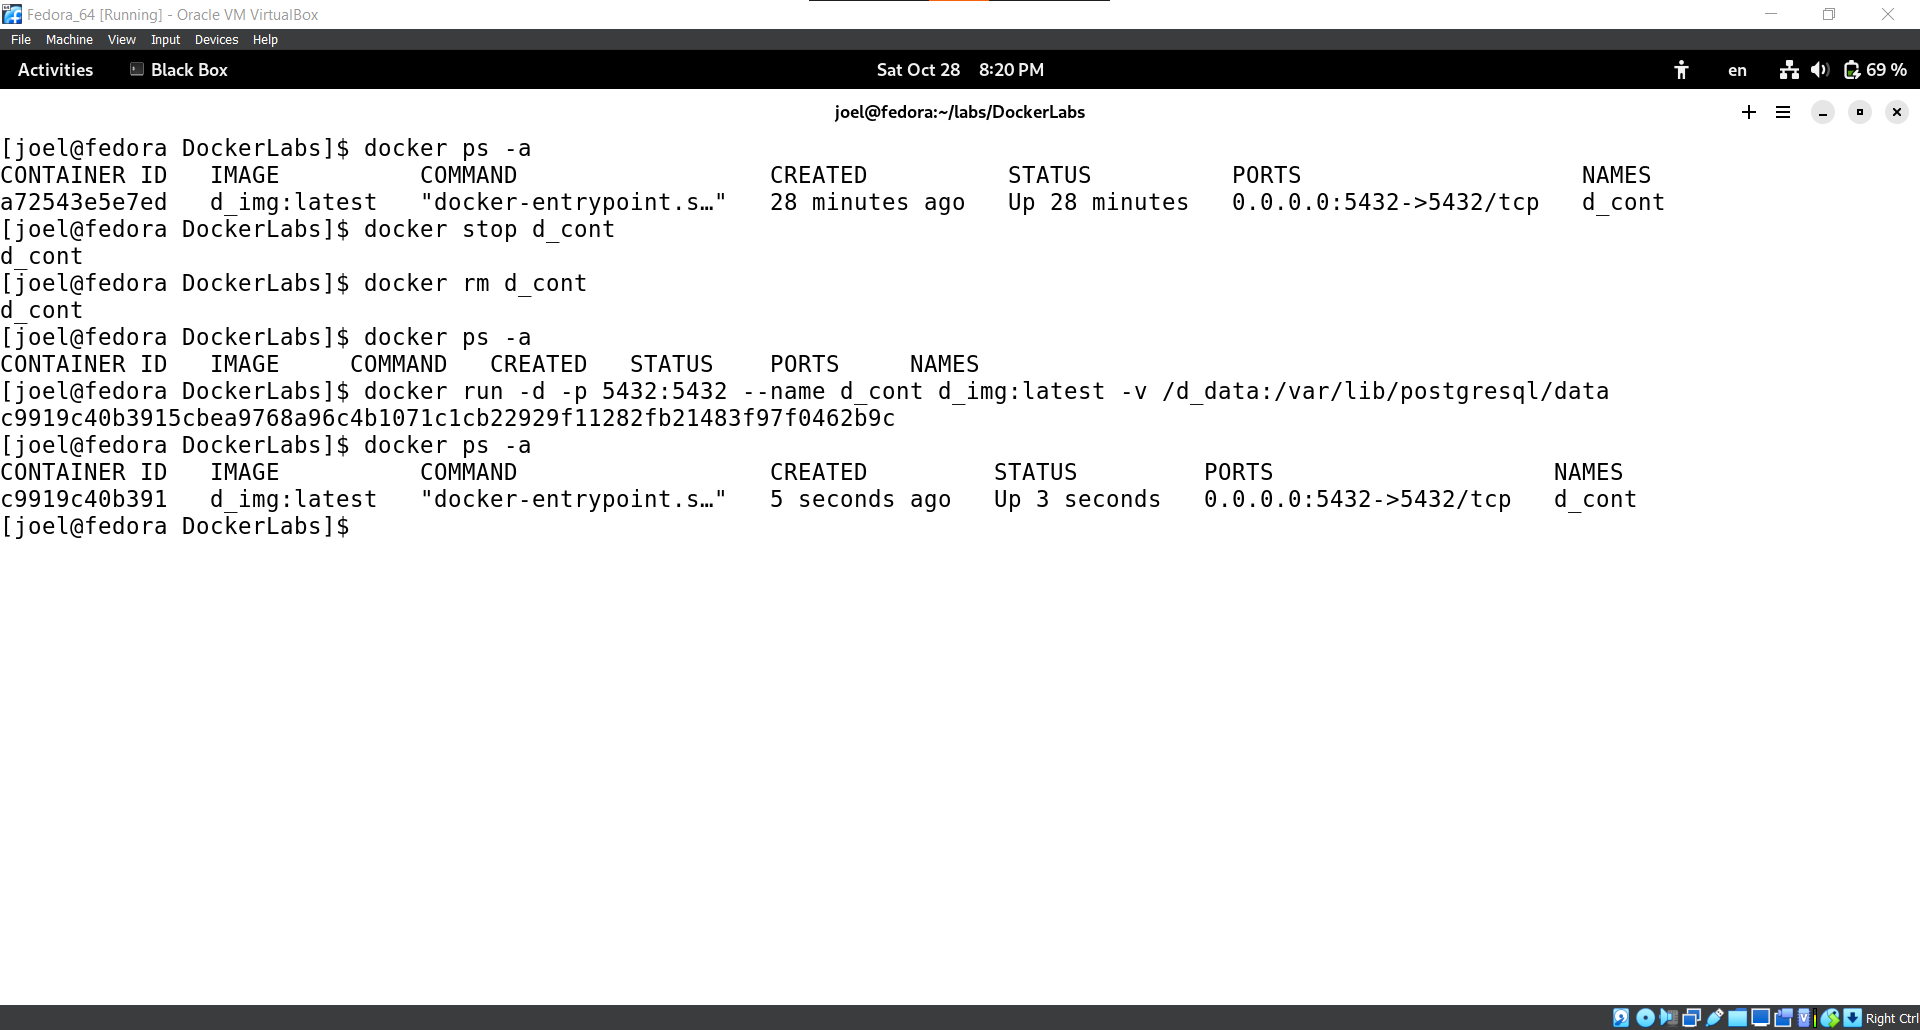 Fedora_64 [Running] - Oracle VM VirtualBox
File Machine View Input Devices Help
Activities Black Box Sat Oct 28 8:20 PM en 69 %
joel@fedora:~/labs/DockerLabs
[joel@fedora DockerLabs]$ docker ps -a
CONTAINER ID   IMAGE          COMMAND                  CREATED          STATUS          PORTS                    NAMES
a72543e5e7ed   d_img:latest   "docker-entrypoint.s…"   28 minutes ago   Up 28 minutes   0.0.0.0:5432->5432/tcp   d_cont
[joel@fedora DockerLabs]$ docker stop d_cont
d_cont
[joel@fedora DockerLabs]$ docker rm d_cont
d_cont
[joel@fedora DockerLabs]$ docker ps -a
CONTAINER ID   IMAGE     COMMAND   CREATED   STATUS    PORTS     NAMES
[joel@fedora DockerLabs]$ docker run -d -p 5432:5432 --name d_cont d_img:latest -v /d_data:/var/lib/postgresql/data
c9919c40b3915cbea9768a96c4b1071c1cb22929f11282fb21483f97f0462b9c
[joel@fedora DockerLabs]$ docker ps -a
CONTAINER ID   IMAGE          COMMAND                  CREATED         STATUS         PORTS                    NAMES
c9919c40b391   d_img:latest   "docker-entrypoint.s…"   5 seconds ago   Up 3 seconds   0.0.0.0:5432->5432/tcp   d_cont
[joel@fedora DockerLabs]$
Right Ctrl